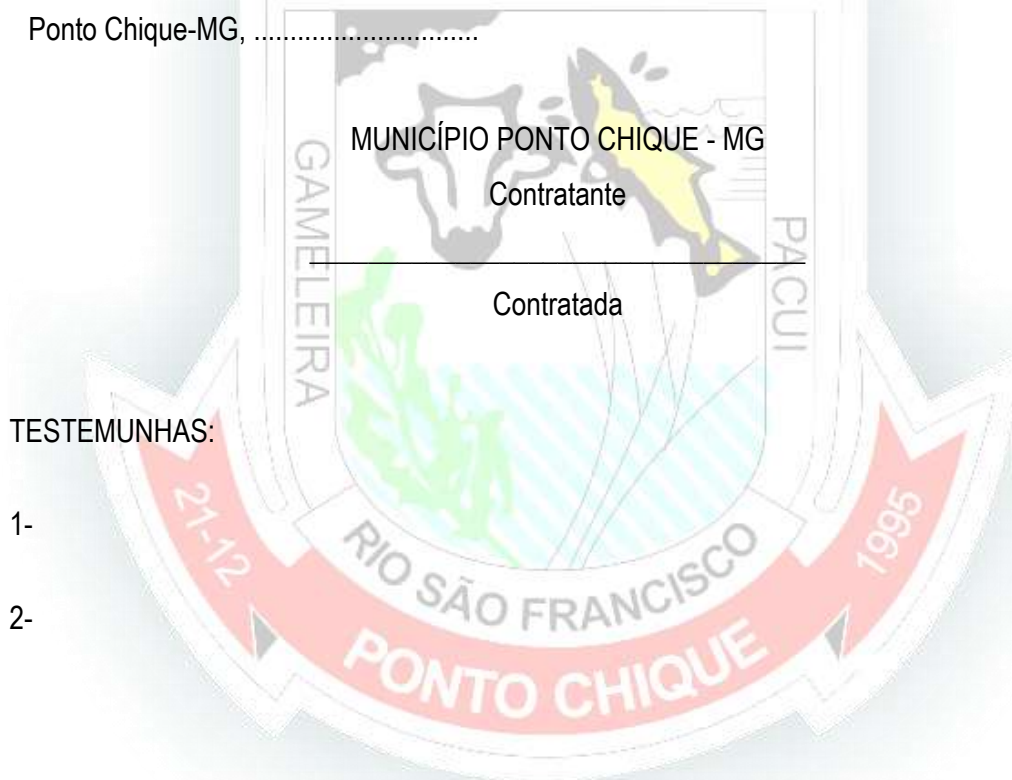 Ponto Chique-MG, ...............................
MUNICÍPIO PONTO CHIQUE - MG
Contratante
Contratada
TESTEMUNHAS:
1-
2-
GAMELEIRA
PACUI
RIO SÃO FRANCISCO
21-12
PONTO CHIQUE
1995